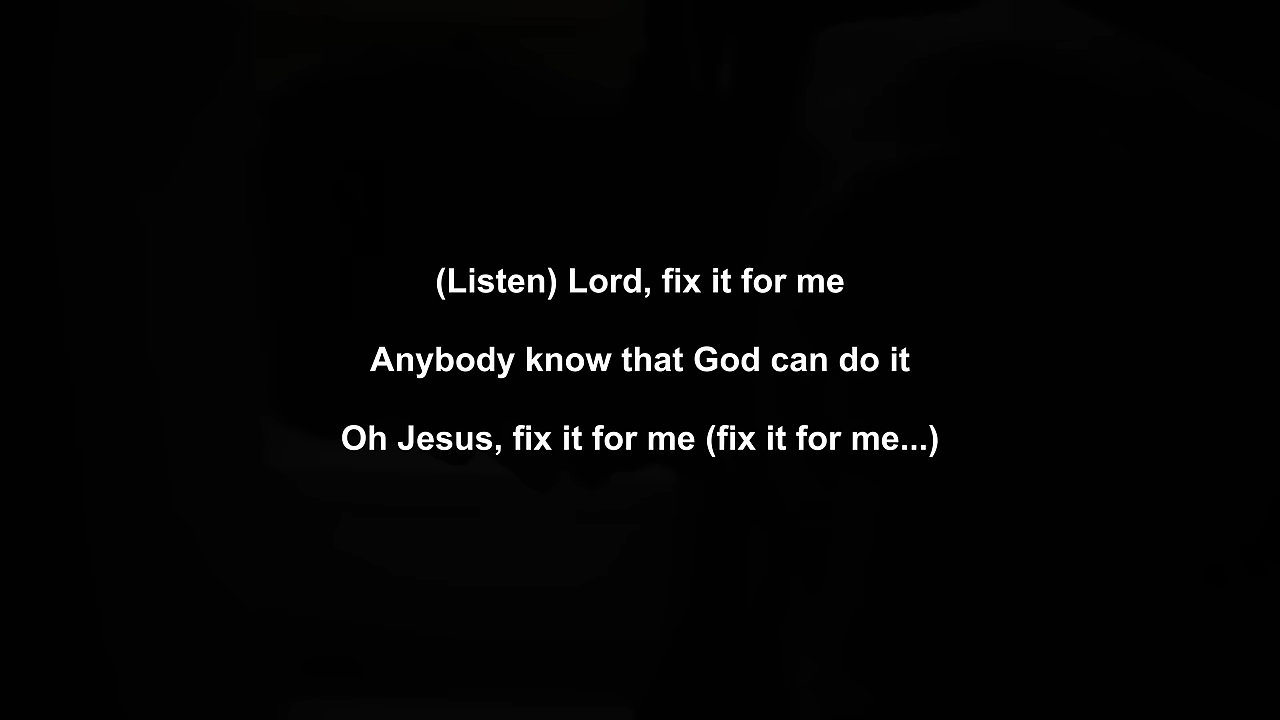 (Listen) Lord, fix it for me
Anybody know that God can do it
Oh Jesus, fix it for me (fix it for me...)